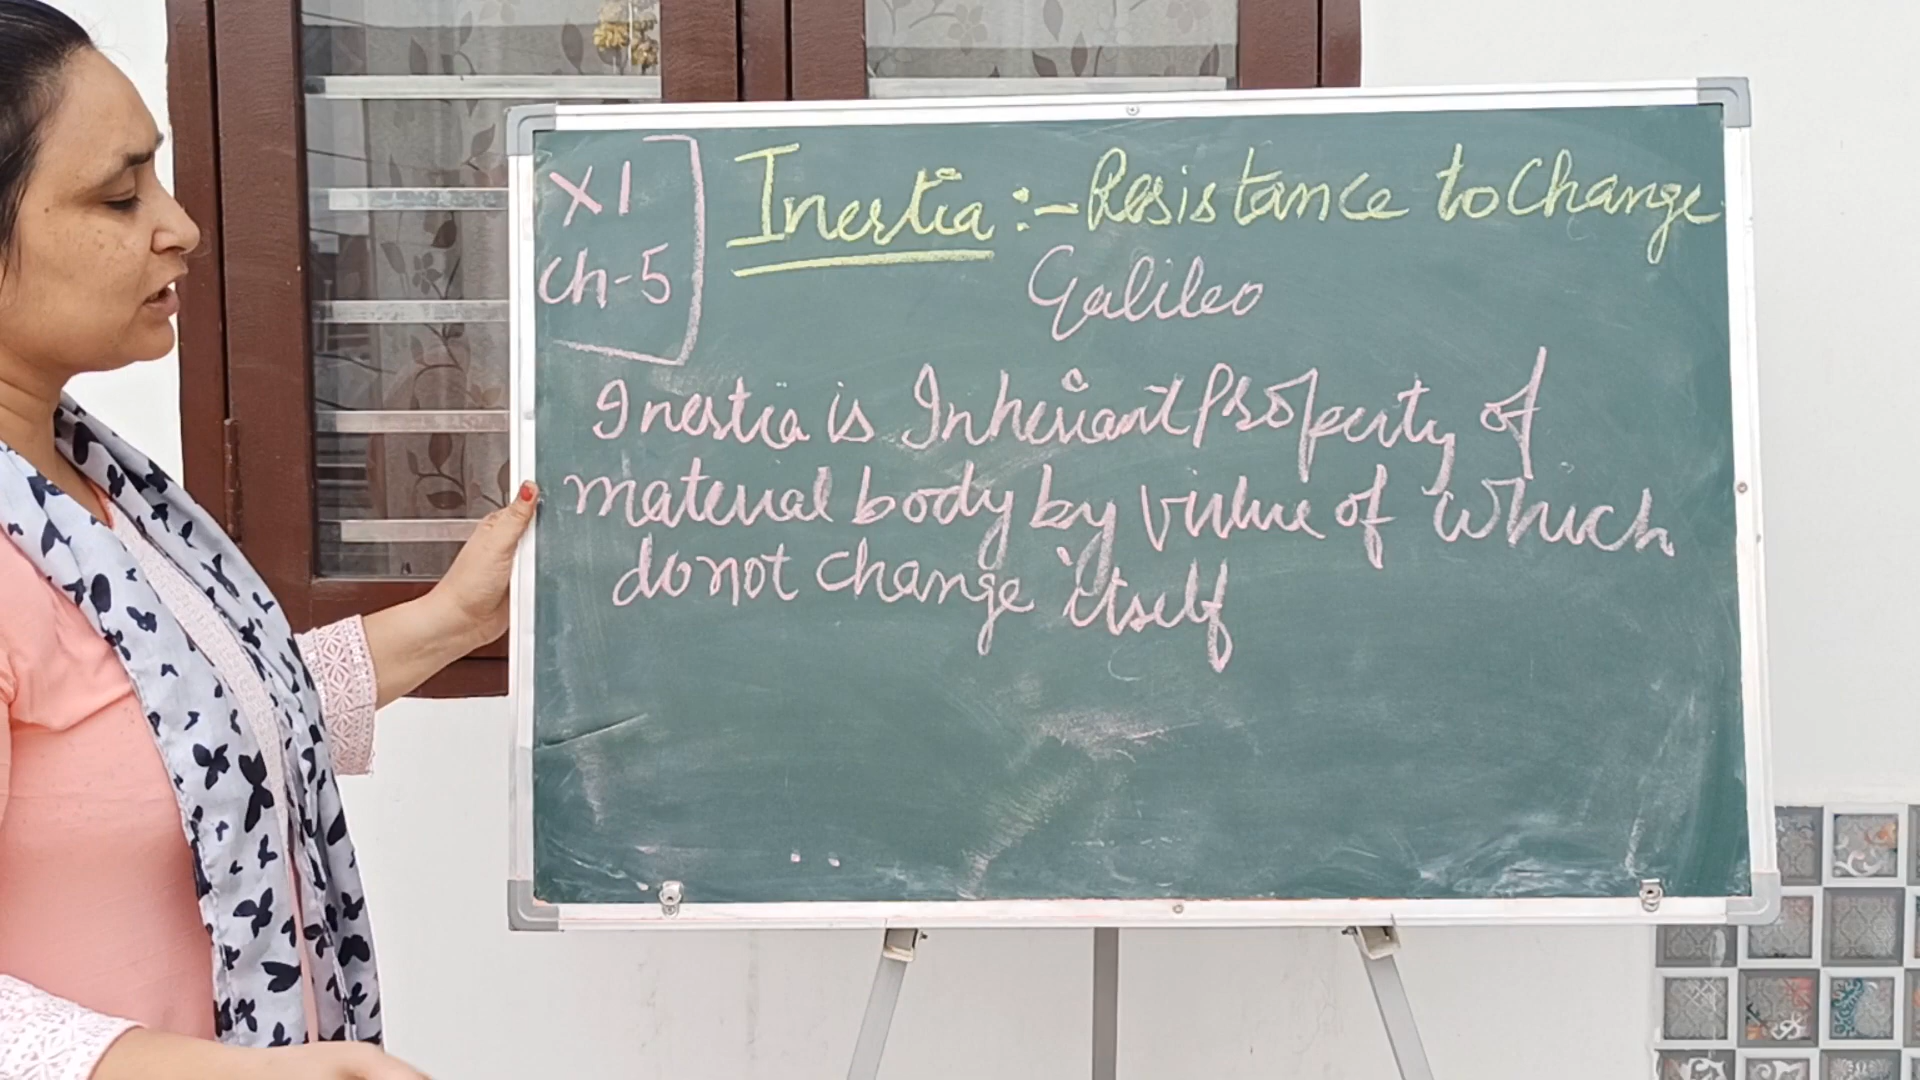 XI
Ch-5
Inertia :- Resistance to Change
Galileo
Inertia is Inheriant Property of
material body by virtue of which
do not change itself